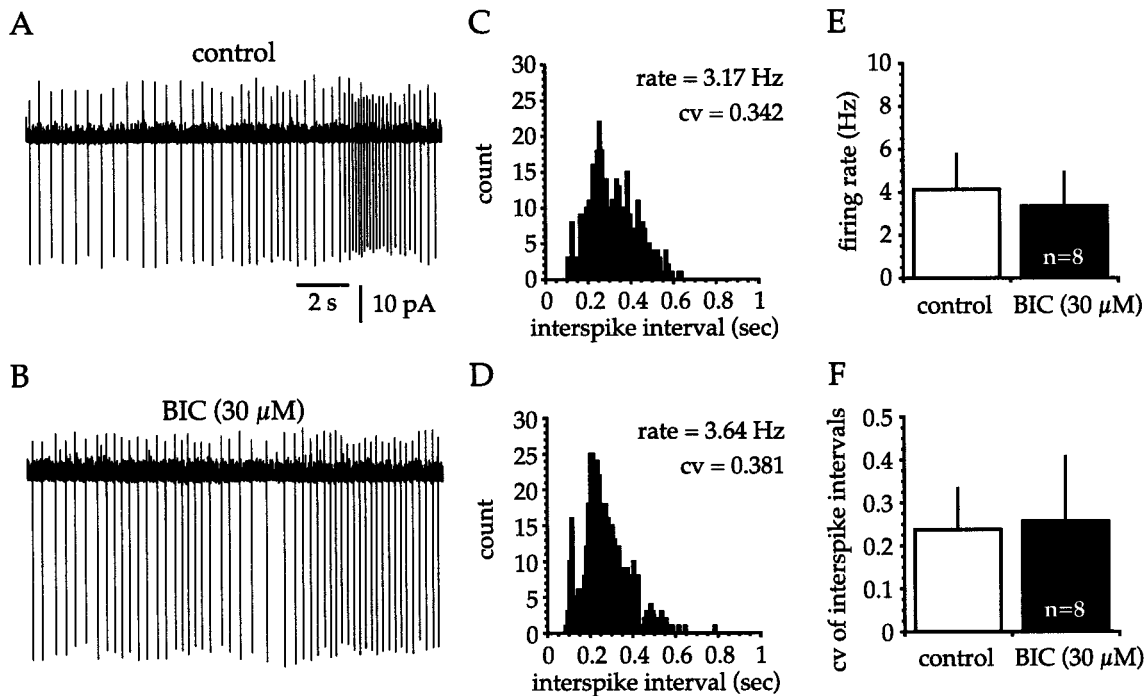 A
control
2 s
10 pA
B
BIC (30 μM)
C
30
25
20
15
10
5
0
count
rate = 3.17 Hz
cv = 0.342
0 0.2 0.4 0.6 0.8 1
interspike interval (sec)
D
30
25
20
15
10
5
0
count
rate = 3.64 Hz
cv = 0.381
0 0.2 0.4 0.6 0.8 1
interspike interval (sec)
E
10
8
6
4
2
0
firing rate (Hz)
n=8
control BIC (30 μM)
F
0.5
0.4
0.3
0.2
0.1
0
cv of interspike intervals
n=8
control BIC (30 μM)